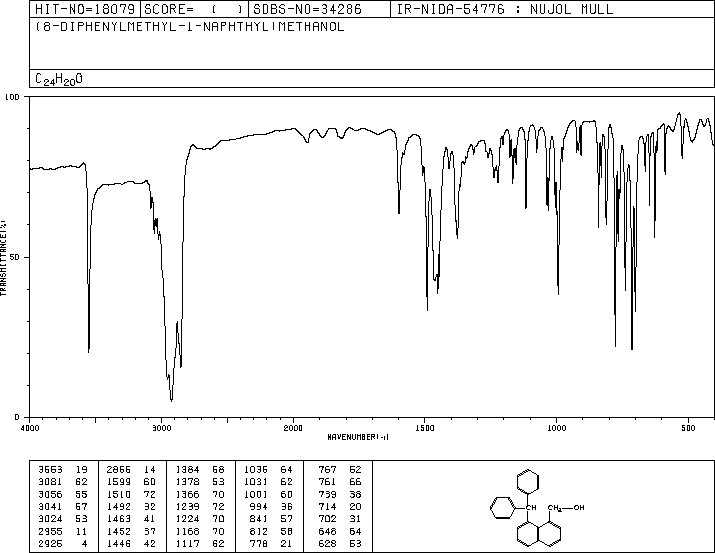 HIT-NO=18079 SCORE= ( ) SDBS-NO=34286 IR-NIDA-54776 : NUJOL MULL
(8-DIPHENYLMETHYL-1-NAPHTHYL)METHANOL
C24H20O
100
50
0
TRANSMITTANCE(%)
4000 3000 2000 1500 1000 500
WAVENUMBER(-1)
3553 19 2855 14 1384 68 1036 64 767 52
3081 62 1599 60 1378 53 1031 62 761 66
3056 55 1510 72 1366 70 1001 60 739 38
3041 57 1492 32 1239 72 994 36 714 20
3024 53 1463 41 1224 70 841 57 702 31
2955 11 1452 37 1168 70 812 58 648 64
2925 4 1446 42 1117 62 778 21 628 53
CH CH2 OH